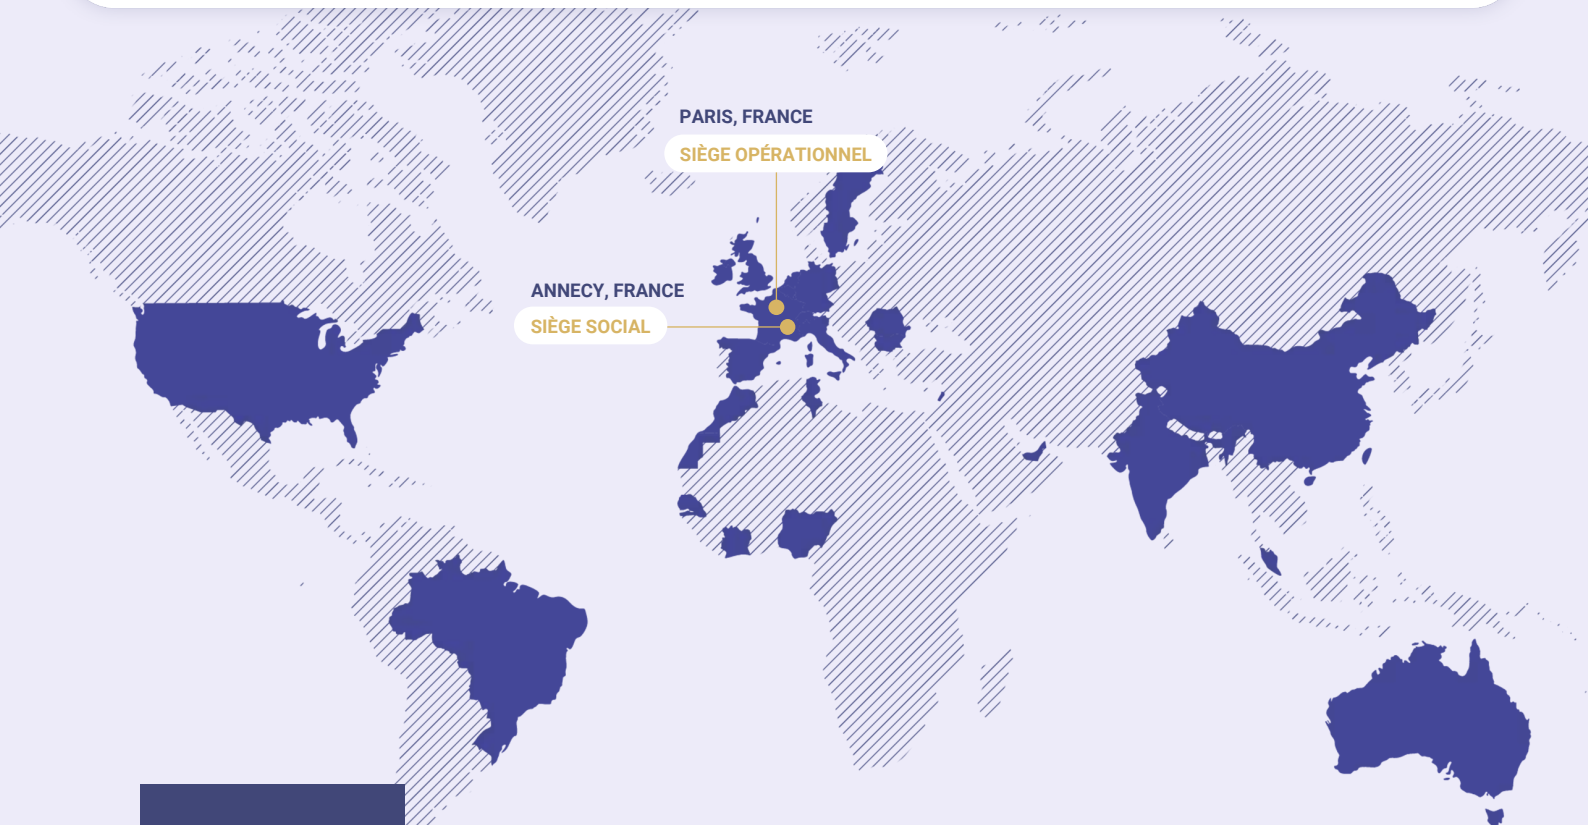 PARIS, FRANCE
SIÈGE OPÉRATIONNEL
ANNECY, FRANCE
SIÈGE SOCIAL